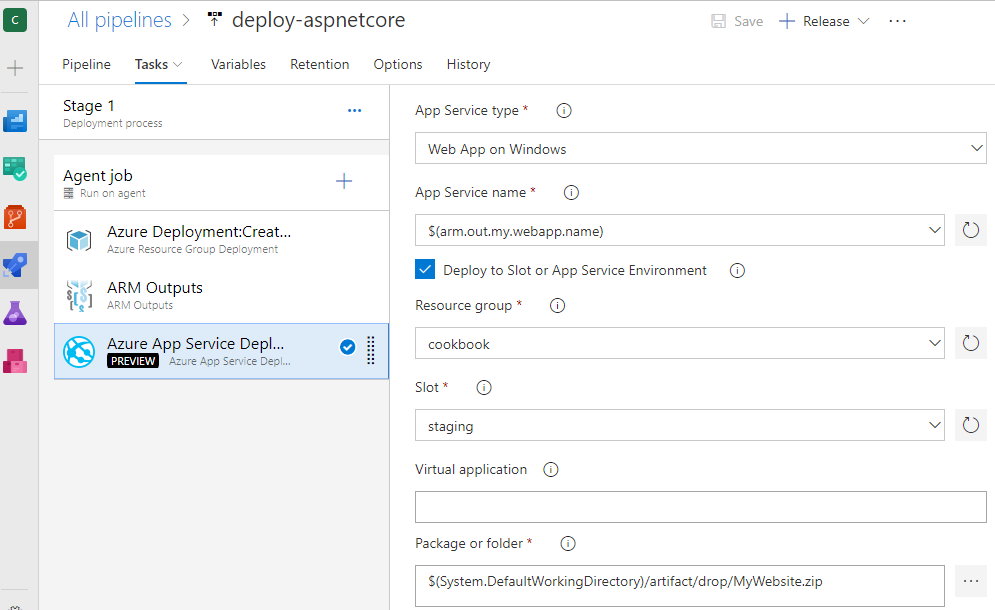 C
All pipelines > deploy-aspnetcore
Save
Release
Pipeline
Tasks
Variables
Retention
Options
History
Stage 1
Deployment process
Agent job
Run on agent
Azure Deployment:Creat...
Azure Resource Group Deployment
ARM Outputs
ARM Outputs
Azure App Service Depl...
PREVIEW Azure App Service Depl...
App Service type *
Web App on Windows
App Service name *
$(arm.out.my.webapp.name)
Deploy to Slot or App Service Environment
Resource group *
cookbook
Slot *
staging
Virtual application
Package or folder *
$(System.DefaultWorkingDirectory)/artifact/drop/MyWebsite.zip